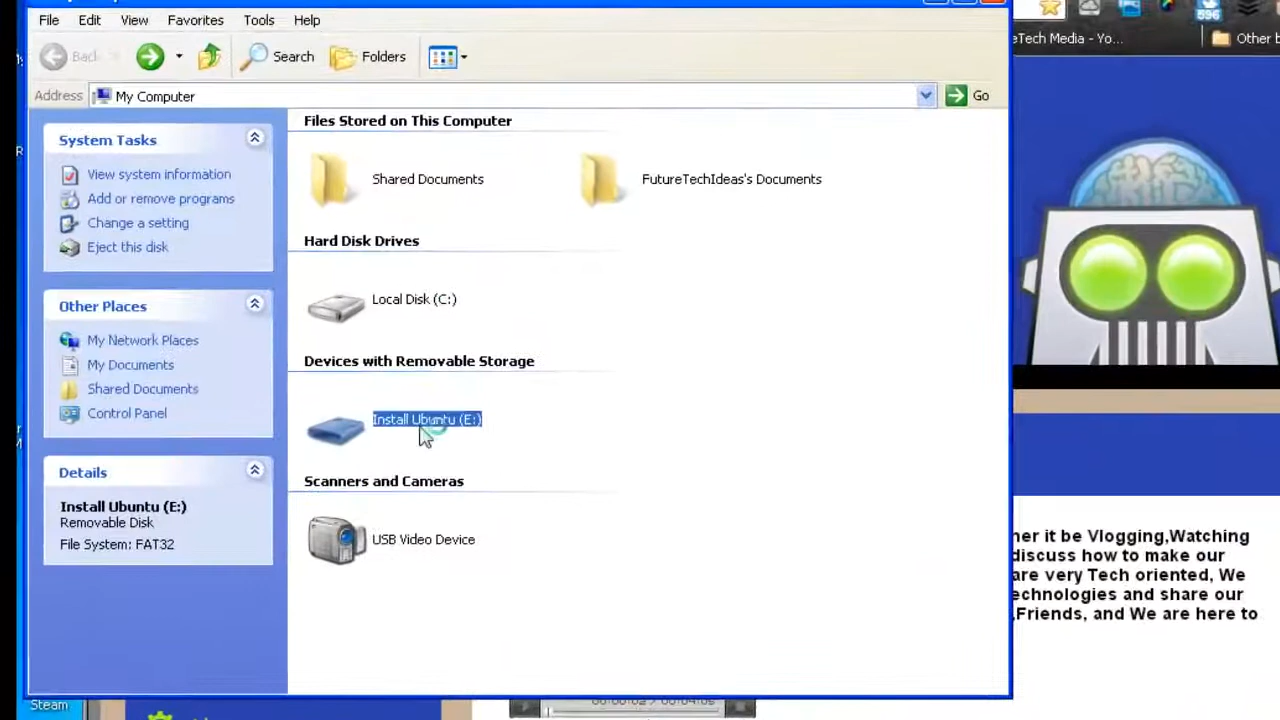 File Edit View Favorites Tools Help
596
Back Search Folders
eTech Media - Yo... Other b
Address My Computer Go
System Tasks
View system information
Add or remove programs
Change a setting
Eject this disk
Other Places
My Network Places
My Documents
Shared Documents
Control Panel
Details
Install Ubuntu (E:)
Removable Disk
File System: FAT32
Files Stored on This Computer
Shared Documents FutureTechIdeas's Documents
Hard Disk Drives
Local Disk (C:)
Devices with Removable Storage
Install Ubuntu (E:)
Scanners and Cameras
USB Video Device
her it be Vlogging,Watching
discuss how to make our
are very Tech oriented, We
echnologies and share our
,Friends, and We are here to
Steam